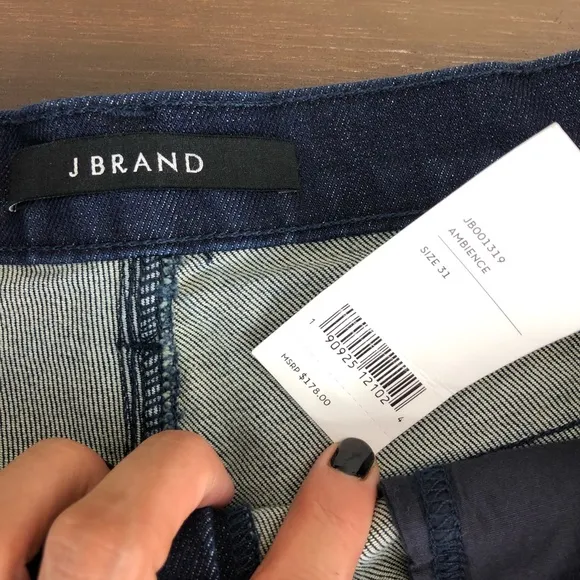 J BRAND
JB001319
AMBIENCE
SIZE 31
1 90925 12102 4
MSRP $178.00